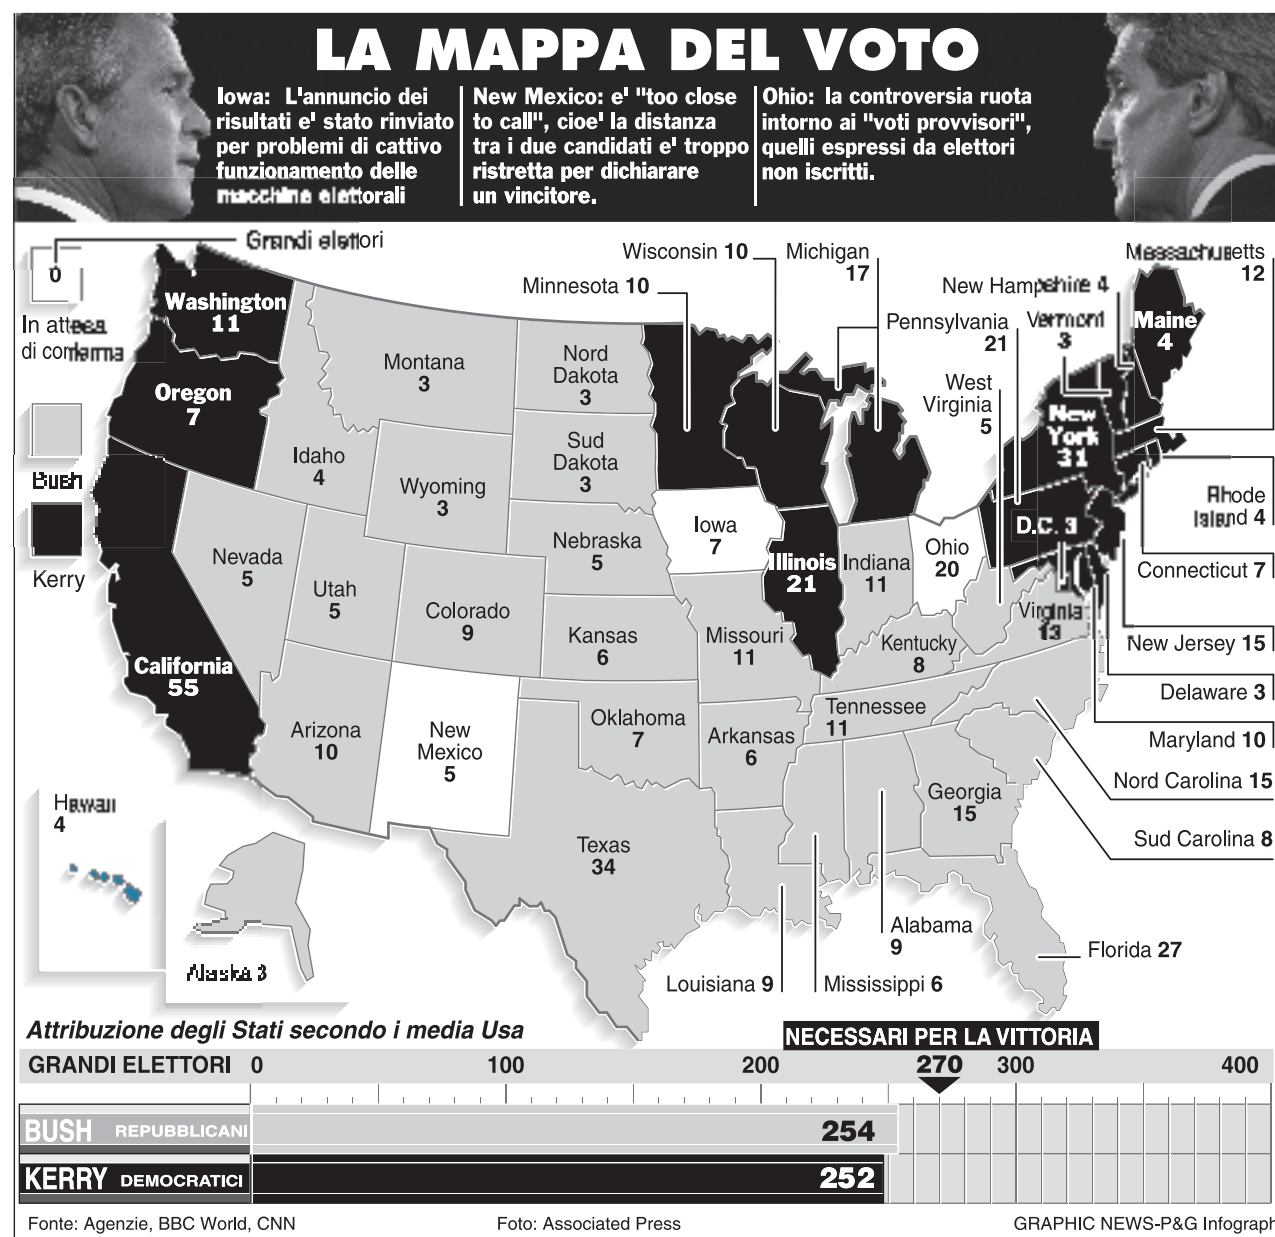 LA MAPPA DEL VOTO
Iowa: L'annuncio dei
risultati e' stato rinviato
per problemi di cattivo
funzionamento delle
macchine elettorali
New Mexico: e' "too close
to call", cioe' la distanza
tra i due candidati e' troppo
ristretta per dichiarare
un vincitore.
Ohio: la controversia ruota
intorno ai "voti provvisori",
quelli espressi da elettori
non iscritti.
Grandi elettori
0
In attesa
di conferma
Bush
Kerry
Washington
11
Oregon
7
California
55
Montana
3
Idaho
4
Wyoming
3
Nevada
5
Utah
5
Colorado
9
Arizona
10
New
Mexico
5
Nord
Dakota
3
Sud
Dakota
3
Nebraska
5
Kansas
6
Oklahoma
7
Texas
34
Minnesota 10
Wisconsin 10
Michigan
17
Iowa
7
Missouri
11
Arkansas
6
Illinois
21
Indiana
11
Ohio
20
Kentucky
8
Tennessee
11
Georgia
15
Massachusetts
12
New Hampshire 4
Pennsylvania
21
Vermont
3
Maine
4
West
Virginia
5
New
York
31
D.C. 3
Virginia
13
Rhode
Island 4
Connecticut 7
New Jersey 15
Delaware 3
Maryland 10
Nord Carolina 15
Sud Carolina 8
Hawaii
4
Alaska 3
Alabama
9
Louisiana 9
Mississippi 6
Florida 27
Attribuzione degli Stati secondo i media Usa
NECESSARI PER LA VITTORIA
GRANDI ELETTORI 0 100 200 270 300 400
BUSH REPUBBLICANI 254
KERRY DEMOCRATICI 252
Fonte: Agenzie, BBC World, CNN
Foto: Associated Press
GRAPHIC NEWS-P&G Infograph